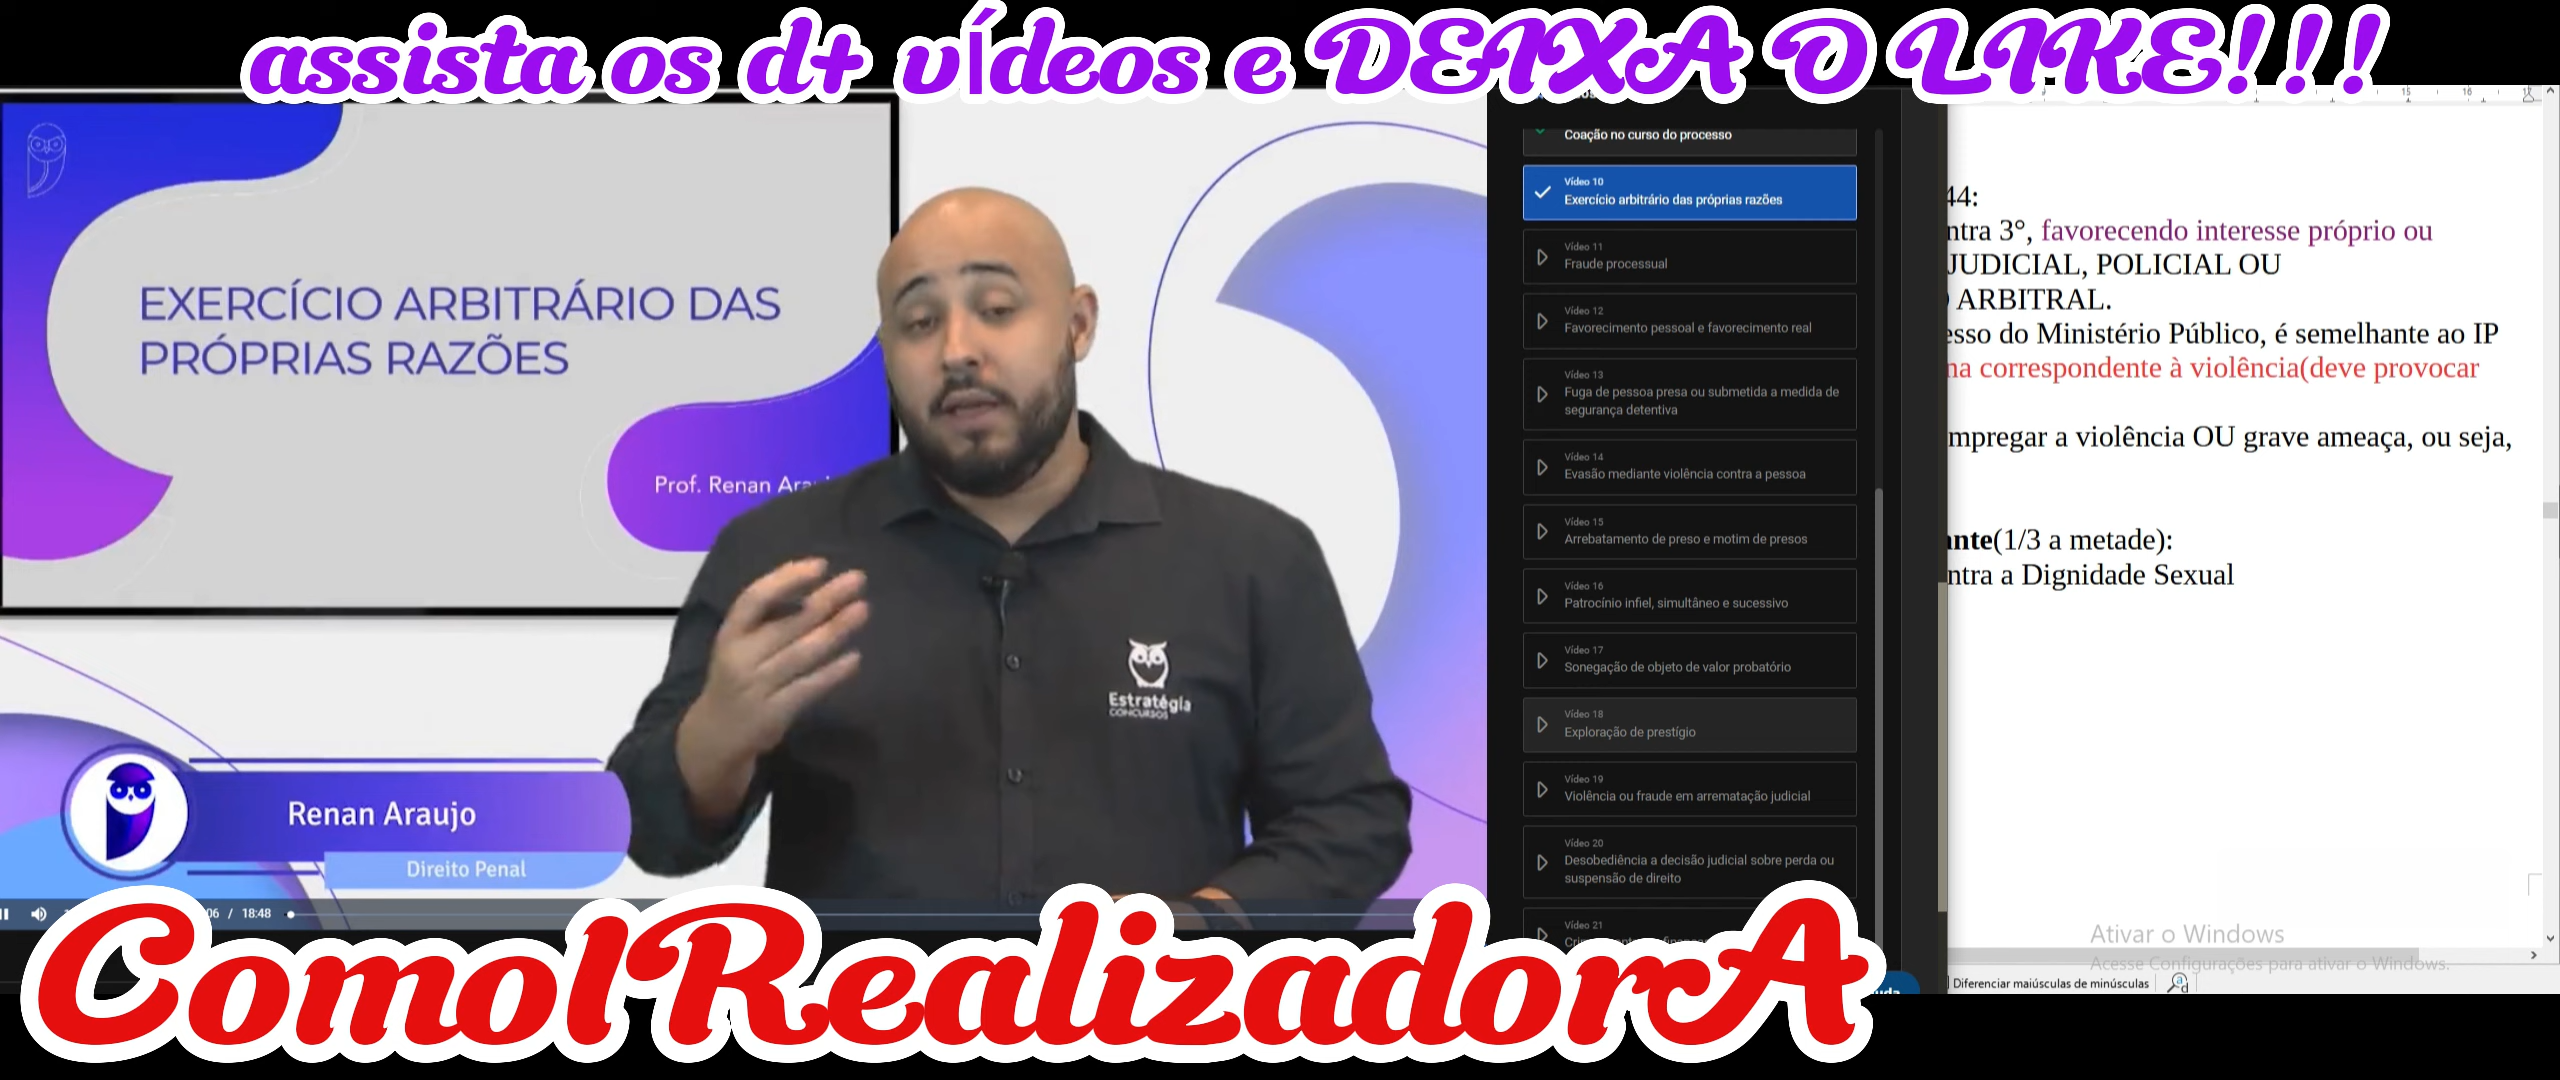 assista os d+ vídeos e DEIXA O LIKE!!!
EXERCÍCIO ARBITRÁRIO DAS
PRÓPRIAS RAZÕES
Prof. Renan
Estratégia
CONCURSOS
Renan Araujo
Direito Penal
06 / 18:48
Coação no curso do processo
Vídeo 10
Exercício arbitrário das próprias razões
Vídeo 11
Fraude processual
Vídeo 12
Favorecimento pessoal e favorecimento real
Vídeo 13
Fuga de pessoa presa ou submetida a medida de
segurança detentiva
Vídeo 14
Evasão mediante violência contra a pessoa
Vídeo 15
Arrebatamento de preso e motim de presos
Vídeo 16
Patrocínio infiel, simultâneo e sucessivo
Vídeo 17
Sonegação de objeto de valor probatório
Vídeo 18
Exploração de prestígio
Vídeo 19
Violência ou fraude em arrematação judicial
Vídeo 20
Desobediência a decisão judicial sobre perda ou
suspensão de direito
Vídeo 21
15 16
44:
ntra 3°, favorecendo interesse próprio ou
JUDICIAL, POLICIAL OU
ARBITRAL.
esso do Ministério Público, é semelhante ao IP
na correspondente à violência(deve provocar
mpregar a violência OU grave ameaça, ou seja,
ante(1/3 a metade):
ntra a Dignidade Sexual
Ativar o Windows
Acesse Configurações para ativar o Windows.
Diferenciar maiúsculas de minúsculas
ComolRealizadorA